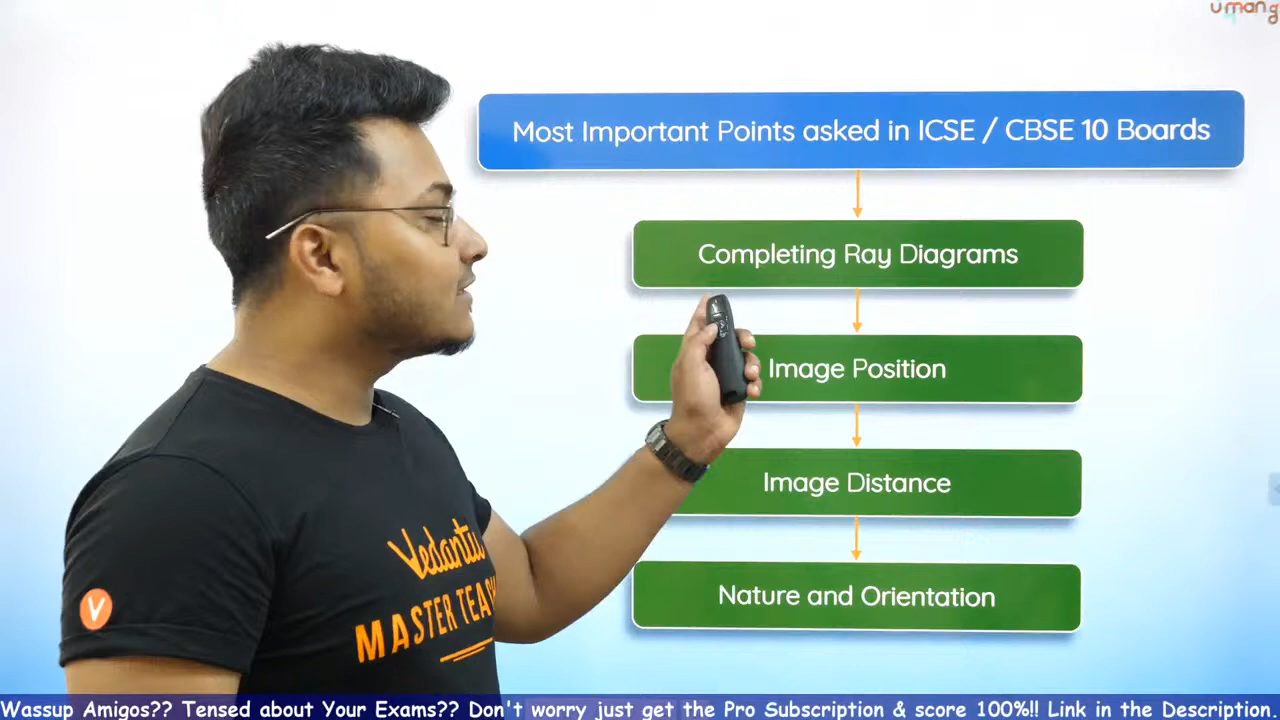 umang
Most Important Points asked in ICSE / CBSE 10 Boards
Completing Ray Diagrams
Image Position
Image Distance
Nature and Orientation
Vedantu
MASTER TEA
V
Wassup Amigos?? Tensed about Your Exams?? Don't worry just get the Pro Subscription & score 100%!! Link in the Description.